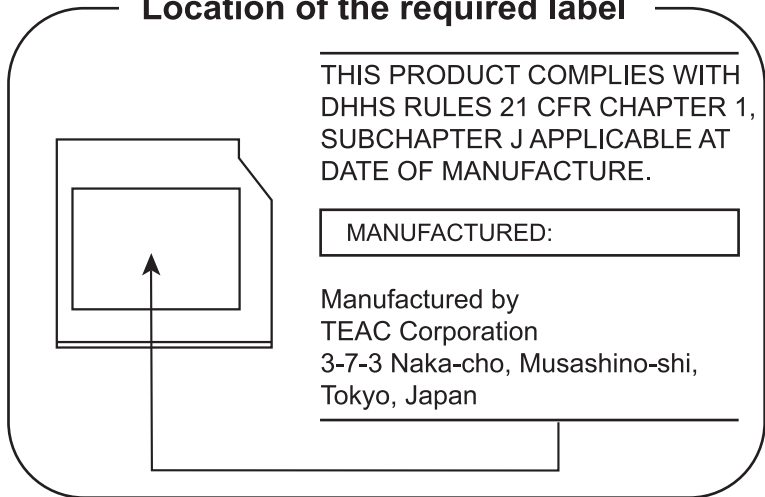 Location of the required label
THIS PRODUCT COMPLIES WITH
DHHS RULES 21 CFR CHAPTER 1,
SUBCHAPTER J APPLICABLE AT
DATE OF MANUFACTURE.
MANUFACTURED:
Manufactured by
TEAC Corporation
3-7-3 Naka-cho, Musashino-shi,
Tokyo, Japan